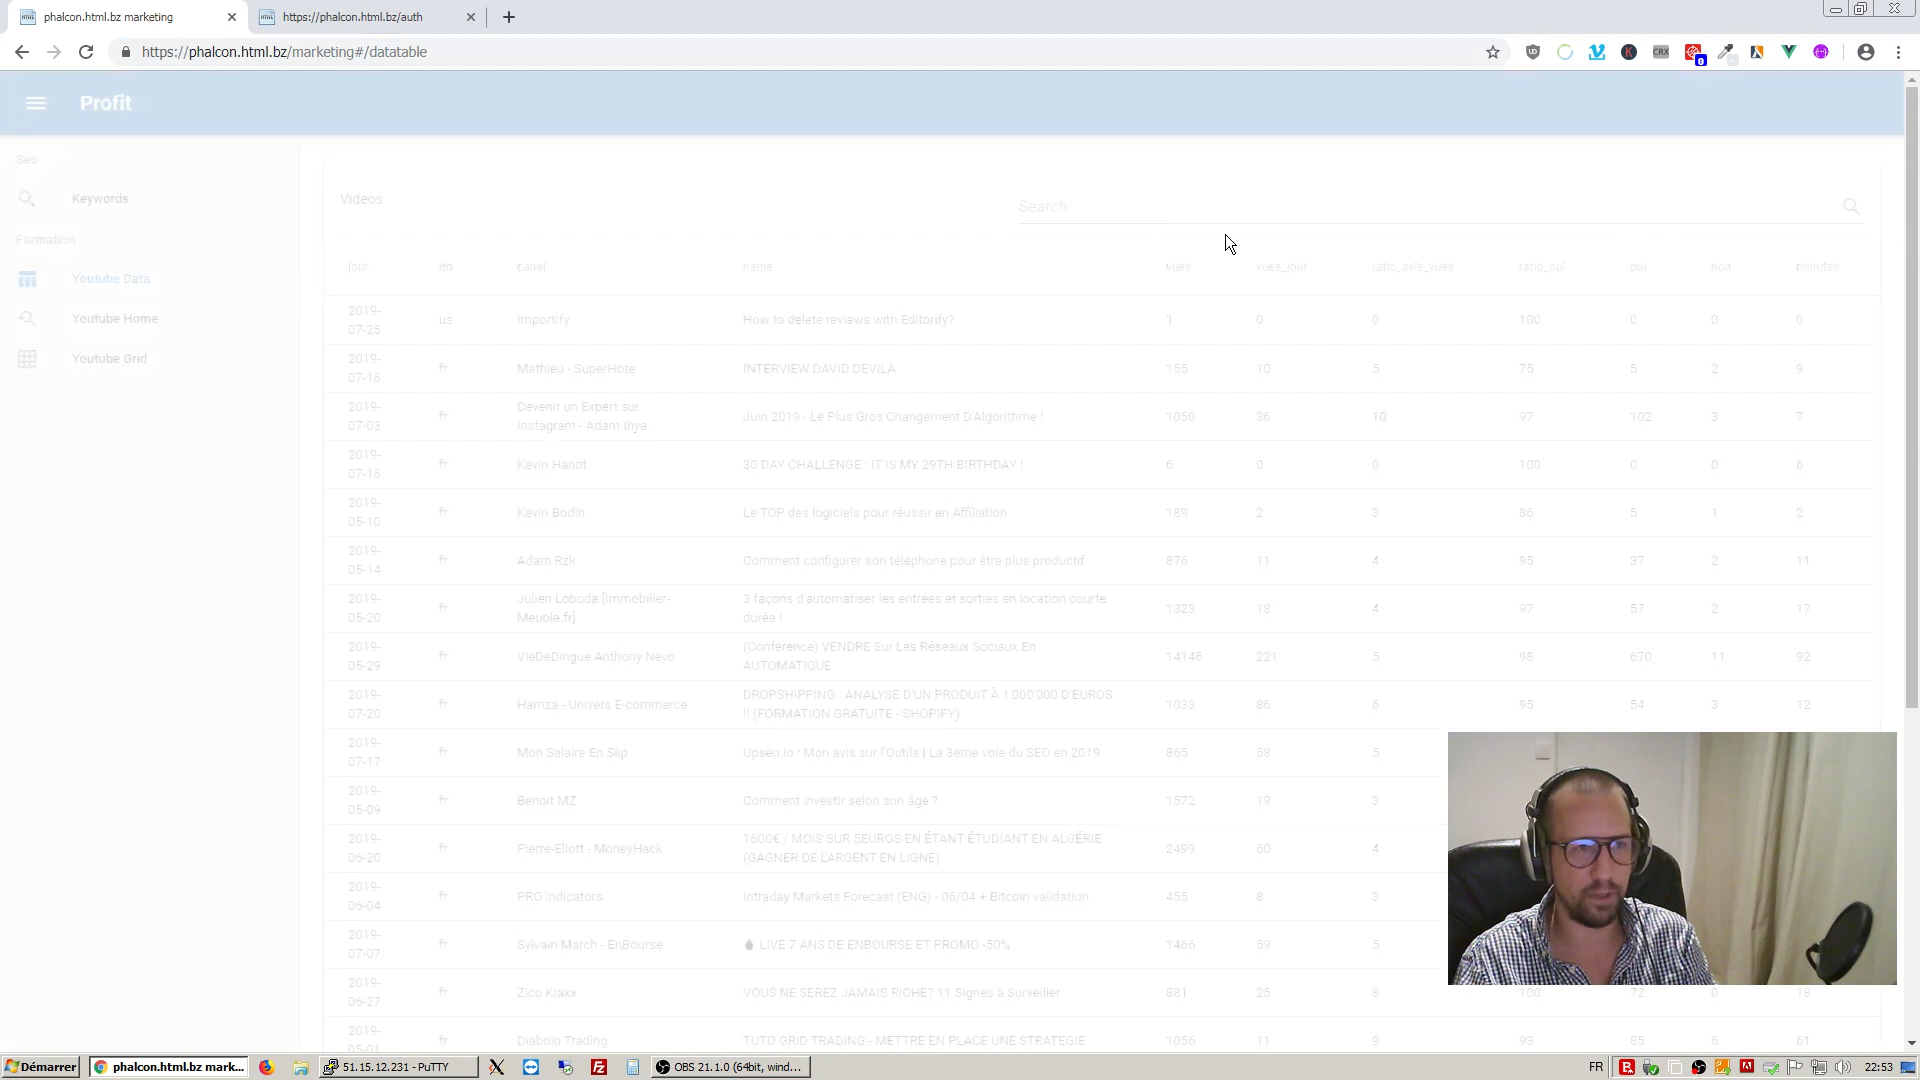 phalcon.html.bz marketing
https://phalcon.html.bz/auth
https://phalcon.html.bz/marketing#/datatable
CRX
0
Profit
Seo
Keywords
Formation
Youtube Data
Youtube Home
Youtube Grid
Videos
Search
jour dn canal name vues vues_jour ratio_avis_vues ratio_oui oui non minutes
2019-
07-25 us Importify How to delete reviews with Editorify? 1 0 0 100 0 0 0
2019-
07-16 fr Mathieu - SuperHote INTERVIEW DAVID DEVILA 155 10 5 75 5 2 9
2019-
07-03 fr Devenir un Expert sur
Instagram - Adam Ihya Juin 2019 - Le Plus Gros Changement D'Algorithme ! 1050 36 10 97 102 3 7
2019-
07-16 fr Kevin Hanot 30 DAY CHALLENGE : IT IS MY 29TH BIRTHDAY ! 6 0 0 100 0 0 6
2019-
05-10 fr Kevin Bodin Le TOP des logiciels pour réussir en Affiliation 189 2 3 86 5 1 2
2019-
05-14 fr Adam Rzk Comment configurer son téléphone pour être plus productif 876 11 4 95 37 2 11
2019-
05-20 fr Julien Loboda [Immobilier-
Meublé.fr] 3 façons d'automatiser les entrées et sorties en location courte
durée ! 1323 18 4 97 57 2 17
2019-
05-29 fr VieDeDingue Anthony Nevo (Conférence) VENDRE Sur Les Réseaux Sociaux En
AUTOMATIQUE 14146 221 5 98 670 11 92
2019-
07-20 fr Hamza - Univers E-commerce DROPSHIPPING : ANALYSE D'UN PRODUIT À 1'000'000 D'EUROS
!! (FORMATION GRATUITE - SHOPIFY) 1033 86 6 95 54 3 12
2019-
07-17 fr Mon Salaire En Slip Upseo.io : Mon avis sur l'Outils | La 3eme voie du SEO en 2019 865 58 5
2019-
05-09 fr Benoit MZ Comment investir selon son âge ? 1572 19 3
2019-
06-20 fr Pierre-Eliott - MoneyHack 1600€ / MOIS SUR 5EUROS EN ÉTANT ÉTUDIANT EN ALGÉRIE
(GAGNER DE L'ARGENT EN LIGNE) 2499 60 4
2019-
06-04 fr PRO Indicators Intraday Markets Forecast (ENG) - 06/04 + Bitcoin validation 455 8 3
2019-
07-07 fr Sylvain March - EnBourse LIVE 7 ANS DE ENBOURSE ET PROMO -50% 1466 59 5
2019-
06-27 fr Zico Kiaxx VOUS NE SEREZ JAMAIS RICHE? 11 Signes à Surveiller 881 25 8 100 72 0 18
2019-
05-01 fr Diabolo Trading TUTO GRID TRADING - METTRE EN PLACE UNE STRATEGIE 1056 11 9 93 85 6 61
Démarrer
phalcon.html.bz mark...
51.15.12.231 - PuTTY
OBS 21.1.0 (64bit, wind...
FR
22:53